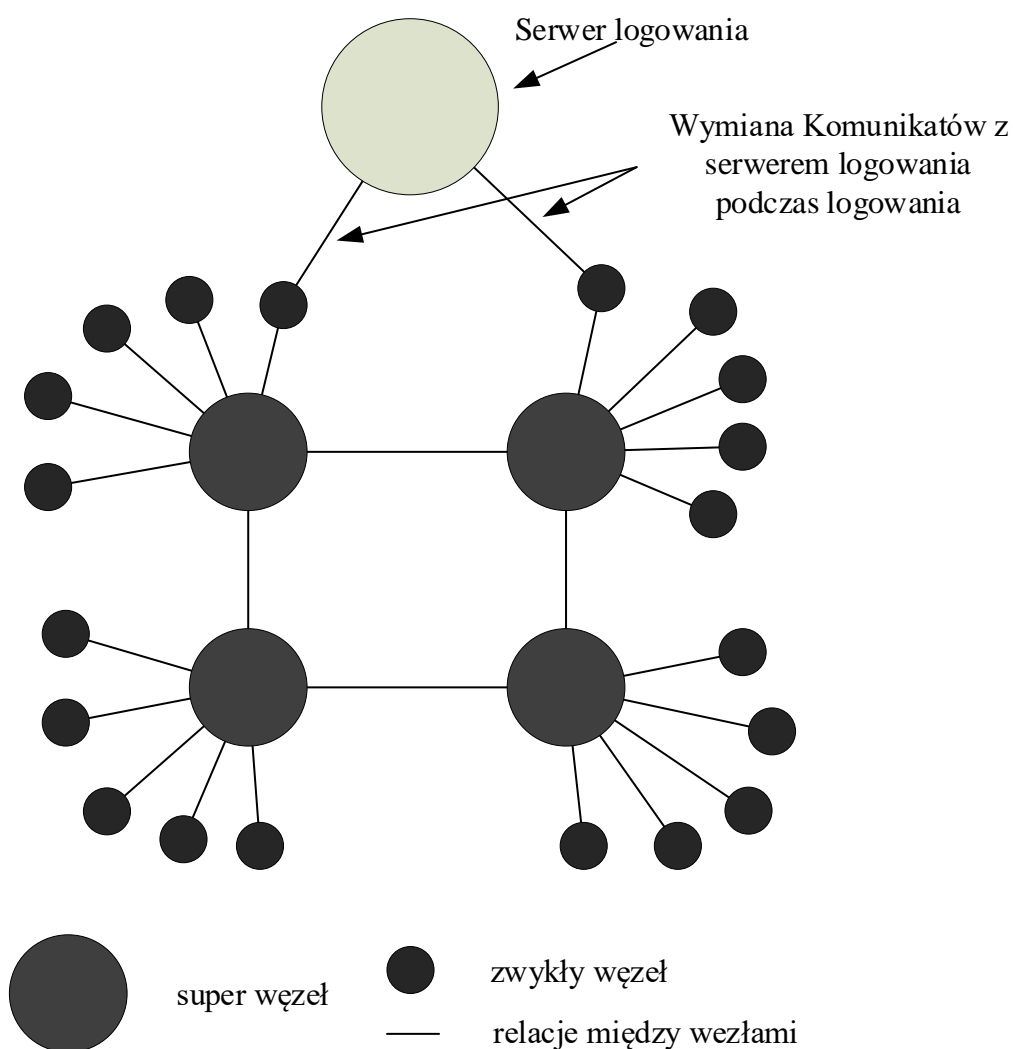 Serwer logowania
Wymiana Komunikatów z
serwerem logowania
podczas logowania
super węzeł
zwykły węzeł
relacje między wezłami